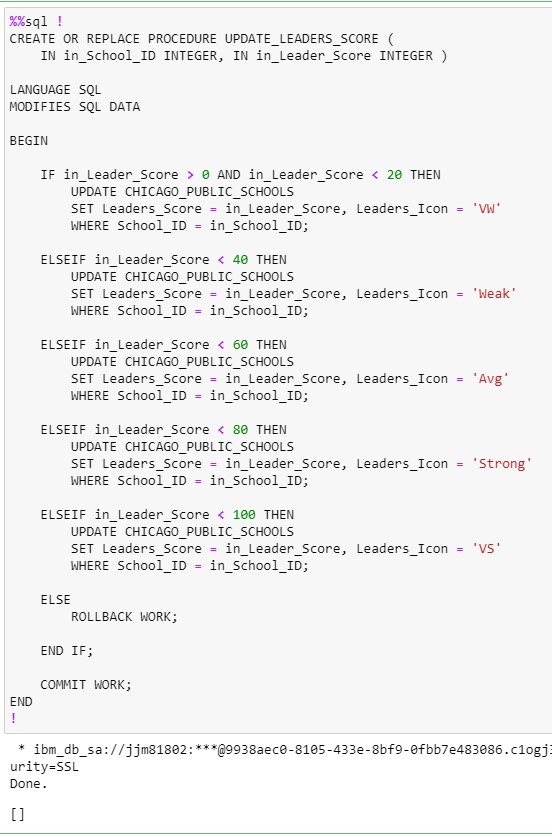 %%sql !
CREATE OR REPLACE PROCEDURE UPDATE_LEADERS_SCORE (
    IN in_School_ID INTEGER, IN in_Leader_Score INTEGER )

LANGUAGE SQL
MODIFIES SQL DATA

BEGIN

    IF in_Leader_Score > 0 AND in_Leader_Score < 20 THEN
        UPDATE CHICAGO_PUBLIC_SCHOOLS
        SET Leaders_Score = in_Leader_Score, Leaders_Icon = 'VW'
        WHERE School_ID = in_School_ID;

    ELSEIF in_Leader_Score < 40 THEN
        UPDATE CHICAGO_PUBLIC_SCHOOLS
        SET Leaders_Score = in_Leader_Score, Leaders_Icon = 'Weak'
        WHERE School_ID = in_School_ID;

    ELSEIF in_Leader_Score < 60 THEN
        UPDATE CHICAGO_PUBLIC_SCHOOLS
        SET Leaders_Score = in_Leader_Score, Leaders_Icon = 'Avg'
        WHERE School_ID = in_School_ID;

    ELSEIF in_Leader_Score < 80 THEN
        UPDATE CHICAGO_PUBLIC_SCHOOLS
        SET Leaders_Score = in_Leader_Score, Leaders_Icon = 'Strong'
        WHERE School_ID = in_School_ID;

    ELSEIF in_Leader_Score < 100 THEN
        UPDATE CHICAGO_PUBLIC_SCHOOLS
        SET Leaders_Score = in_Leader_Score, Leaders_Icon = 'VS'
        WHERE School_ID = in_School_ID;

    ELSE
        ROLLBACK WORK;

    END IF;

    COMMIT WORK;
END
!
 * ibm_db_sa://jjm81802:***@9938aec0-8105-433e-8bf9-0fbb7e483086.c1ogj3
urity=SSL
Done.
[]